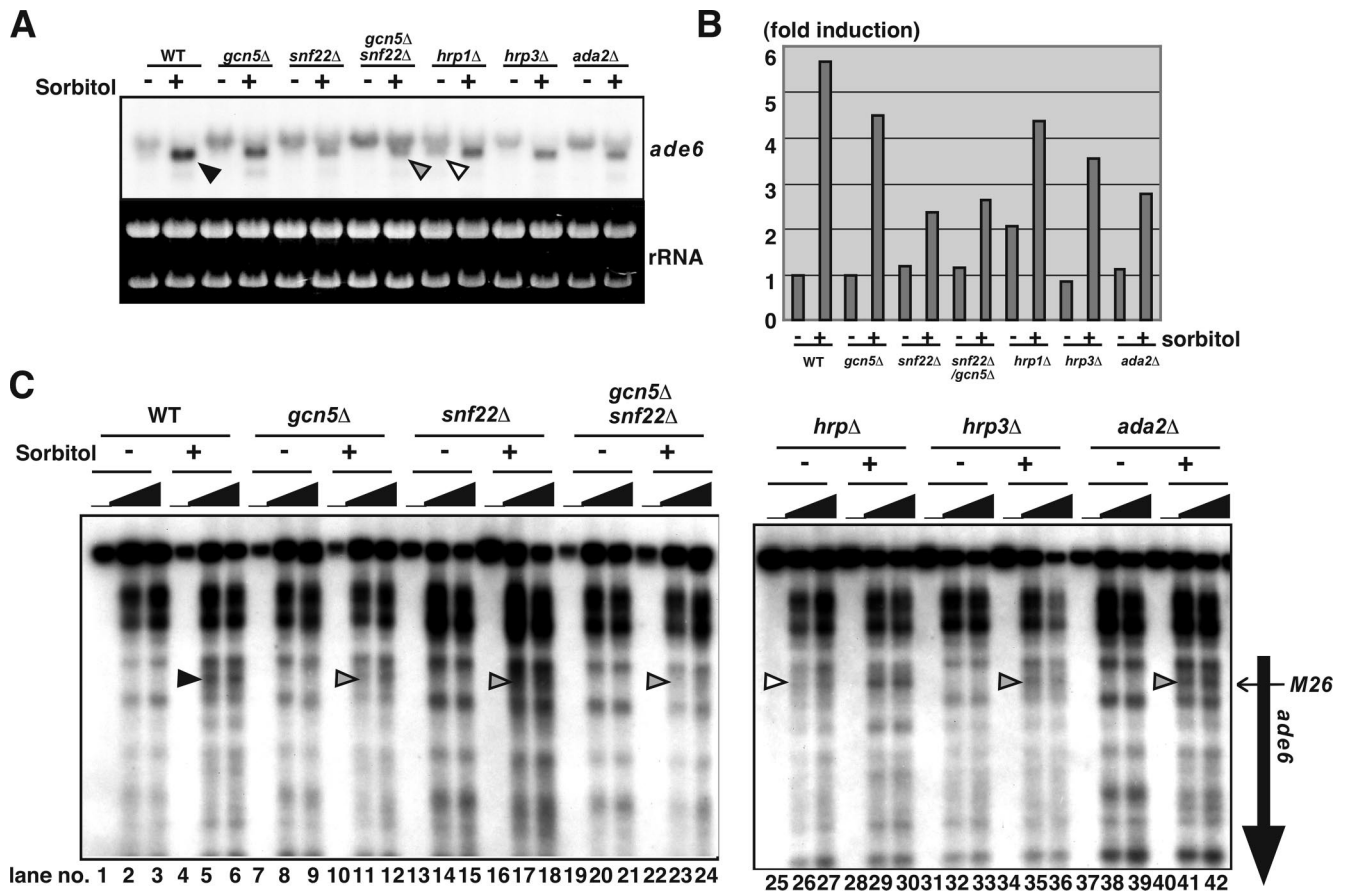 A
WT gcn5Δ snf22Δ gcn5Δ snf22Δ hrp1Δ hrp3Δ ada2Δ
Sorbitol - + - + - + - + - + - + - +
ade6
rRNA
B
(fold induction)
6
5
4
3
2
1
0
- + - + - + - + - + - + - + sorbitol
WT gcn5Δ snf22Δ snf22Δ /gcn5Δ hrp1Δ hrp3Δ ada2Δ
C
WT gcn5Δ snf22Δ gcn5Δ snf22Δ
Sorbitol - + - + - + - +
lane no. 1 2 3 4 5 6 7 8 9 10 11 12 13 14 15 16 17 18 19 20 21 22 23 24
hrpΔ hrp3Δ ada2Δ
- + - + - +
M26
ade6
25 26 27 28 29 30 31 32 33 34 35 36 37 38 39 40 41 42